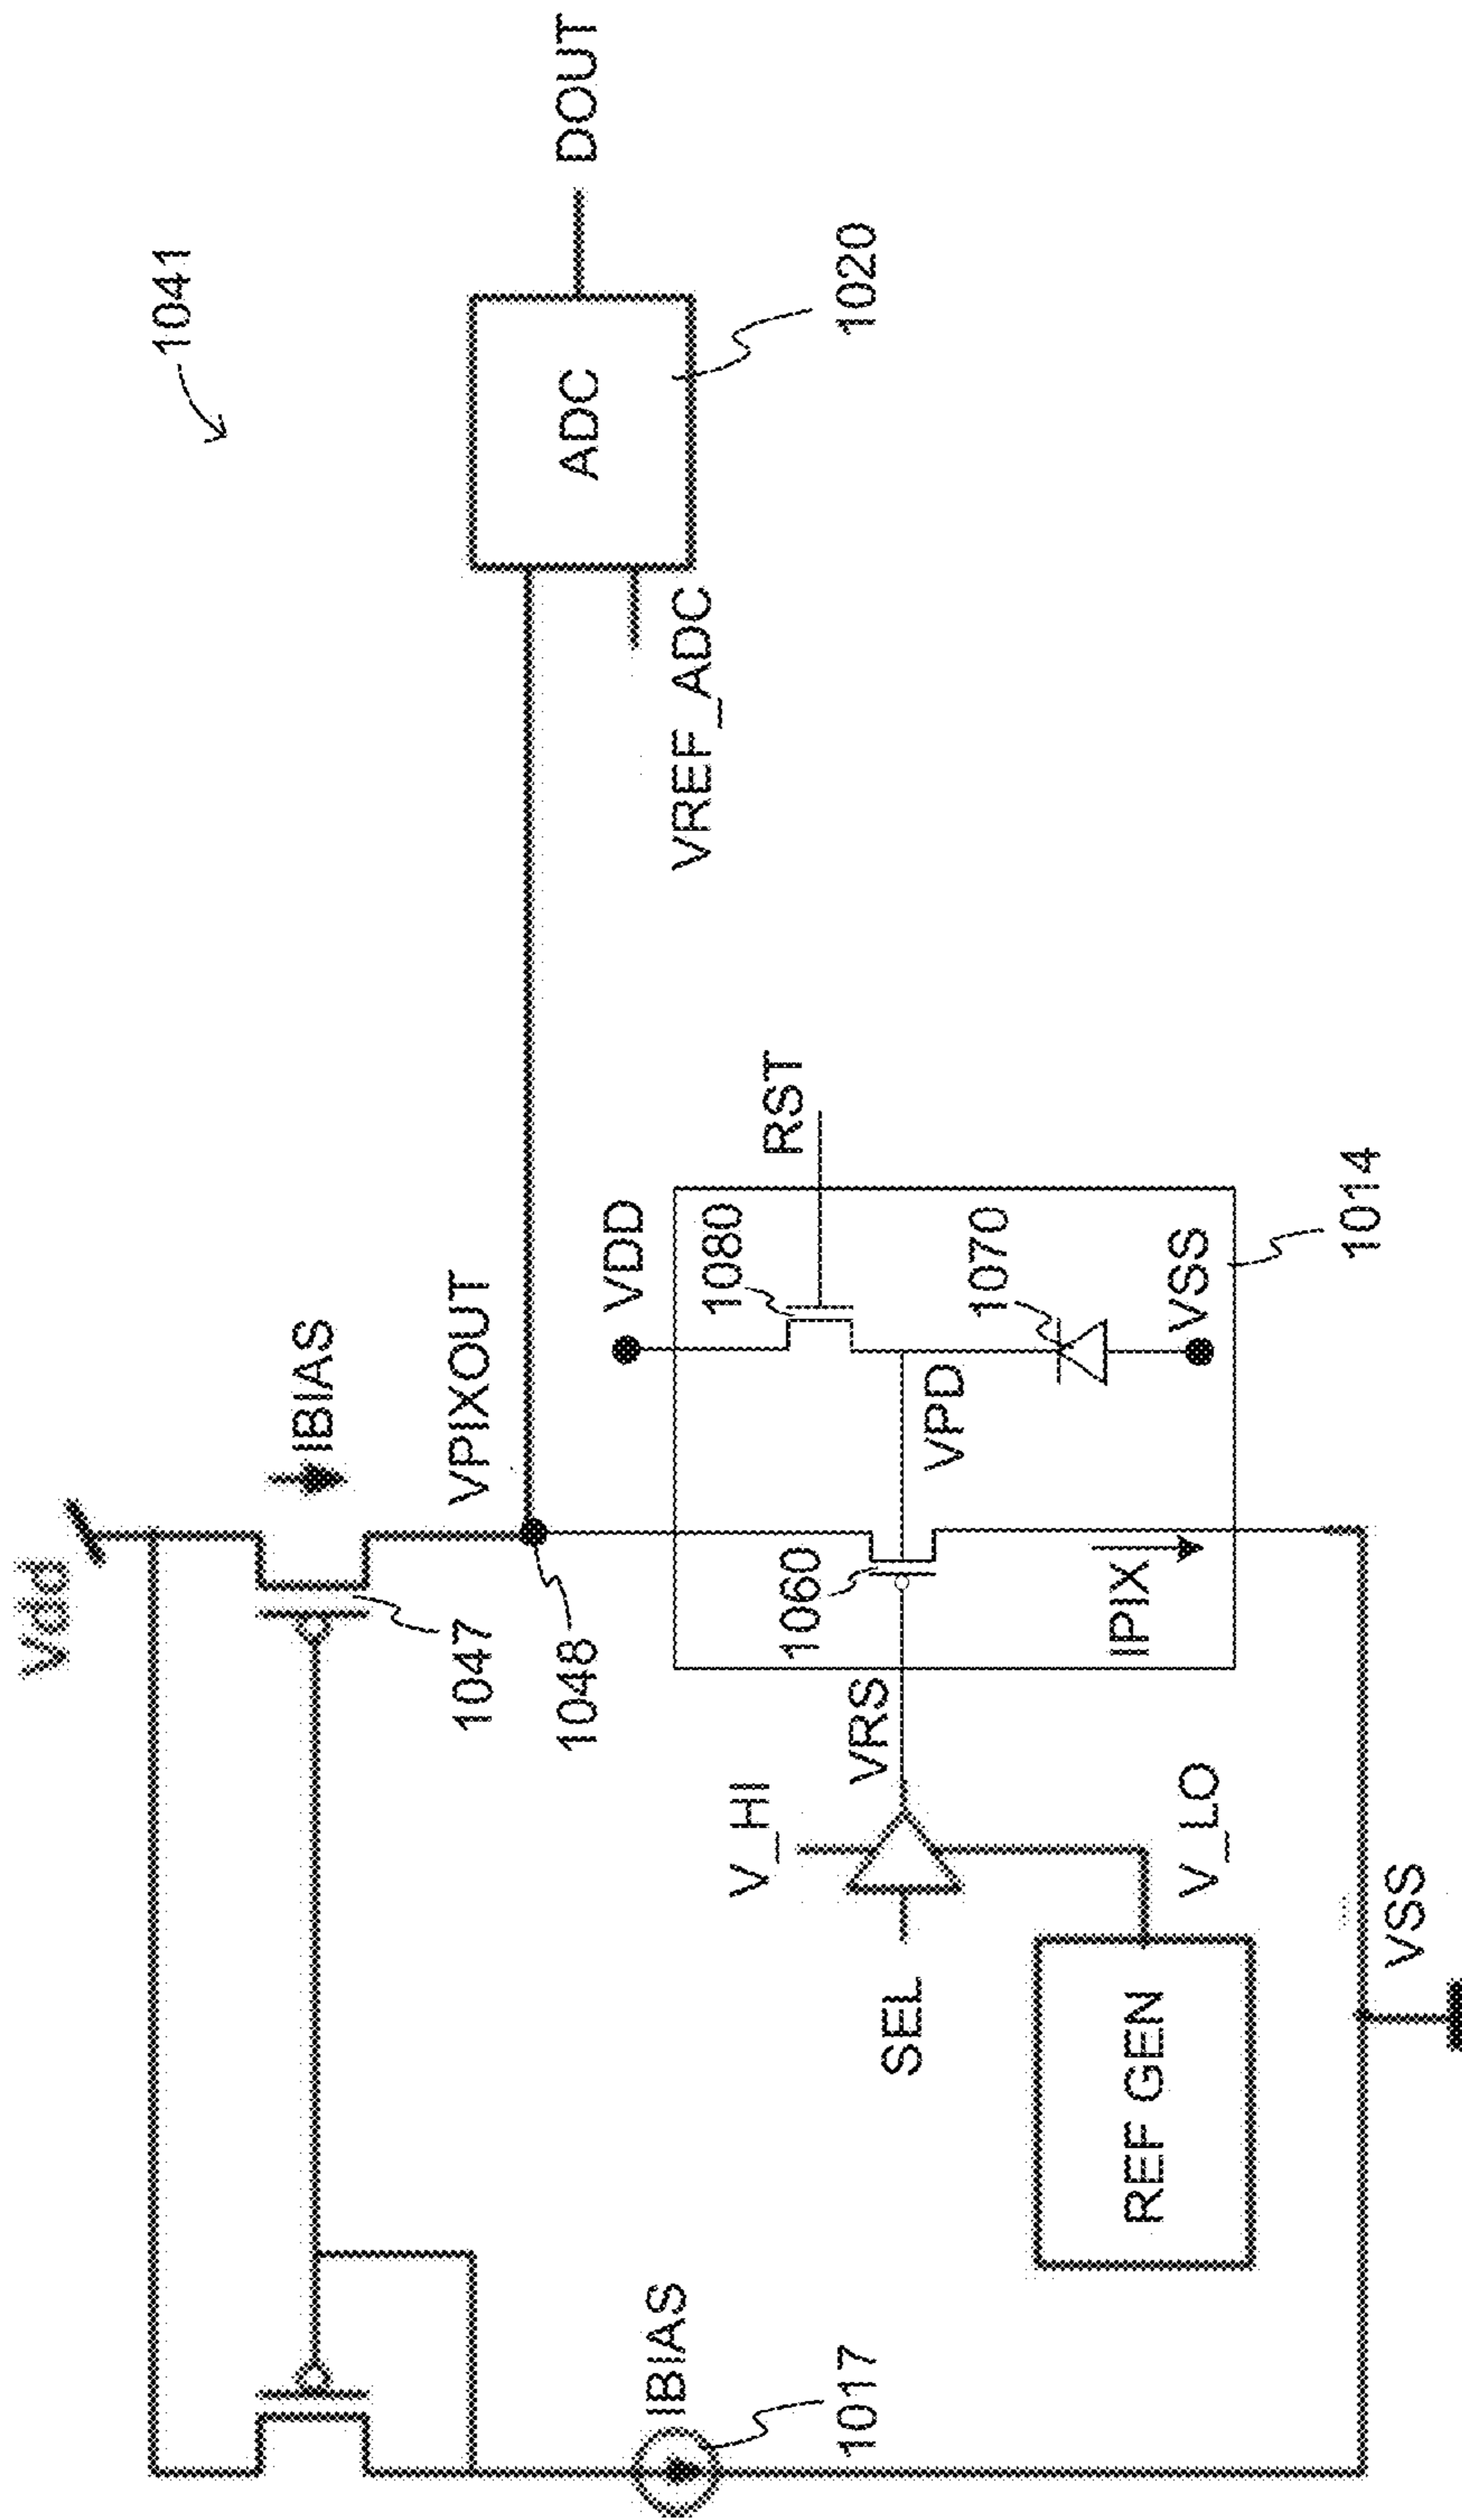 1041
Vdd
IBIAS
1047
VPIXOUT
1048
ADC
DOUT
1020
VREF_ADC
IBIAS
1017
V_HI
VRS
SEL
V_LO
REF GEN
VDD
1080
RST
1060
VPD
1070
IPIX
VSS
1014
VSS